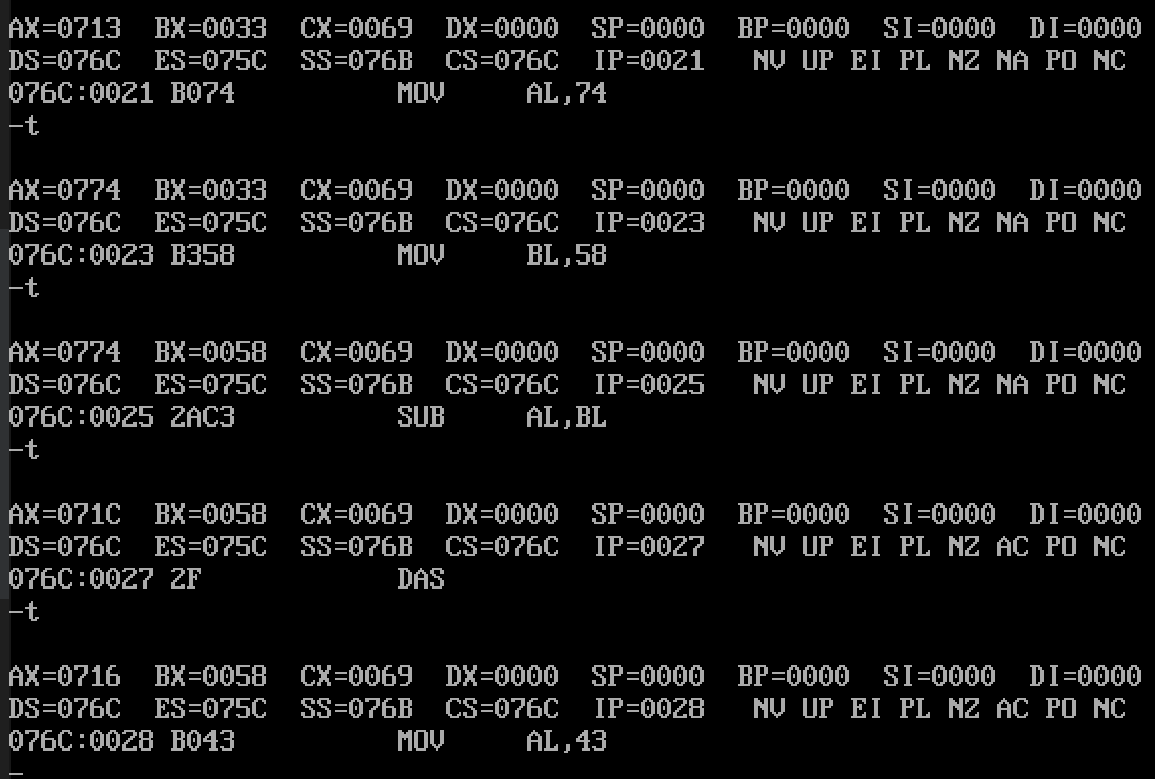 AX=0713  BX=0033  CX=0069  DX=0000  SP=0000  BP=0000  SI=0000  DI=0000
DS=076C  ES=075C  SS=076B  CS=076C  IP=0021   NV UP EI PL NZ NA PO NC
076C:0021 B074          MOV     AL,74
-t

AX=0774  BX=0033  CX=0069  DX=0000  SP=0000  BP=0000  SI=0000  DI=0000
DS=076C  ES=075C  SS=076B  CS=076C  IP=0023   NV UP EI PL NZ NA PO NC
076C:0023 B358          MOV     BL,58
-t

AX=0774  BX=0058  CX=0069  DX=0000  SP=0000  BP=0000  SI=0000  DI=0000
DS=076C  ES=075C  SS=076B  CS=076C  IP=0025   NV UP EI PL NZ NA PO NC
076C:0025 2AC3          SUB     AL,BL
-t

AX=071C  BX=0058  CX=0069  DX=0000  SP=0000  BP=0000  SI=0000  DI=0000
DS=076C  ES=075C  SS=076B  CS=076C  IP=0027   NV UP EI PL NZ AC PO NC
076C:0027 2F            DAS
-t

AX=0716  BX=0058  CX=0069  DX=0000  SP=0000  BP=0000  SI=0000  DI=0000
DS=076C  ES=075C  SS=076B  CS=076C  IP=0028   NV UP EI PL NZ AC PO NC
076C:0028 B043          MOV     AL,43
-